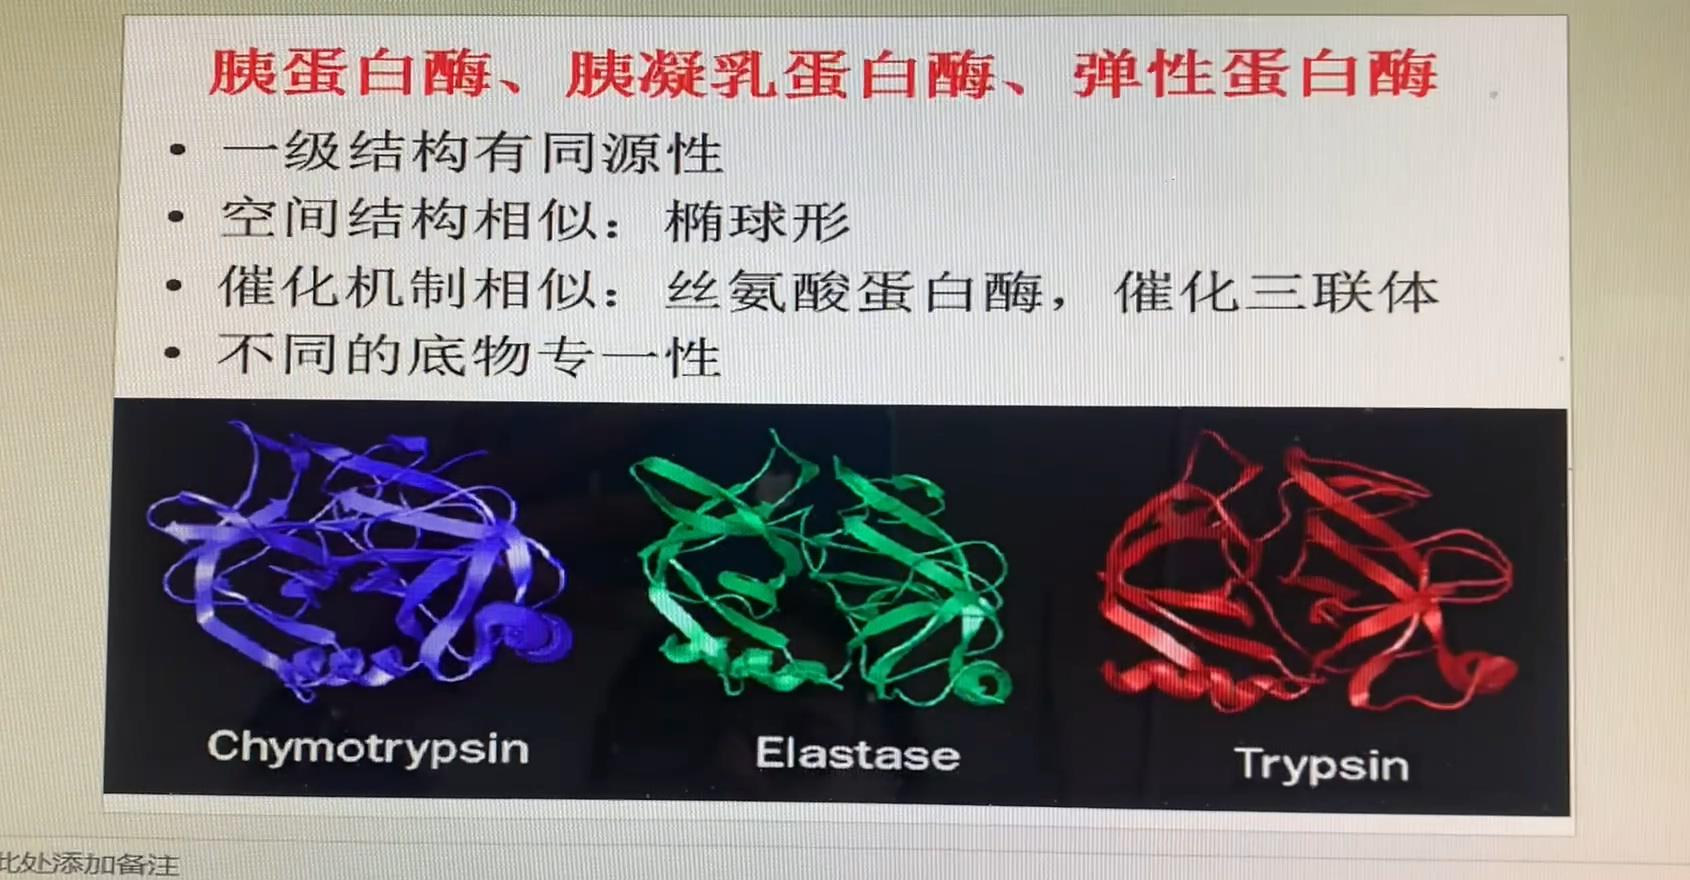 胰蛋白酶、胰凝乳蛋白酶、弹性蛋白酶
• 一级结构有同源性
• 空间结构相似：椭球形
• 催化机制相似：丝氨酸蛋白酶，催化三联体
• 不同的底物专一性
Chymotrypsin
Elastase
Trypsin
此处添加备注